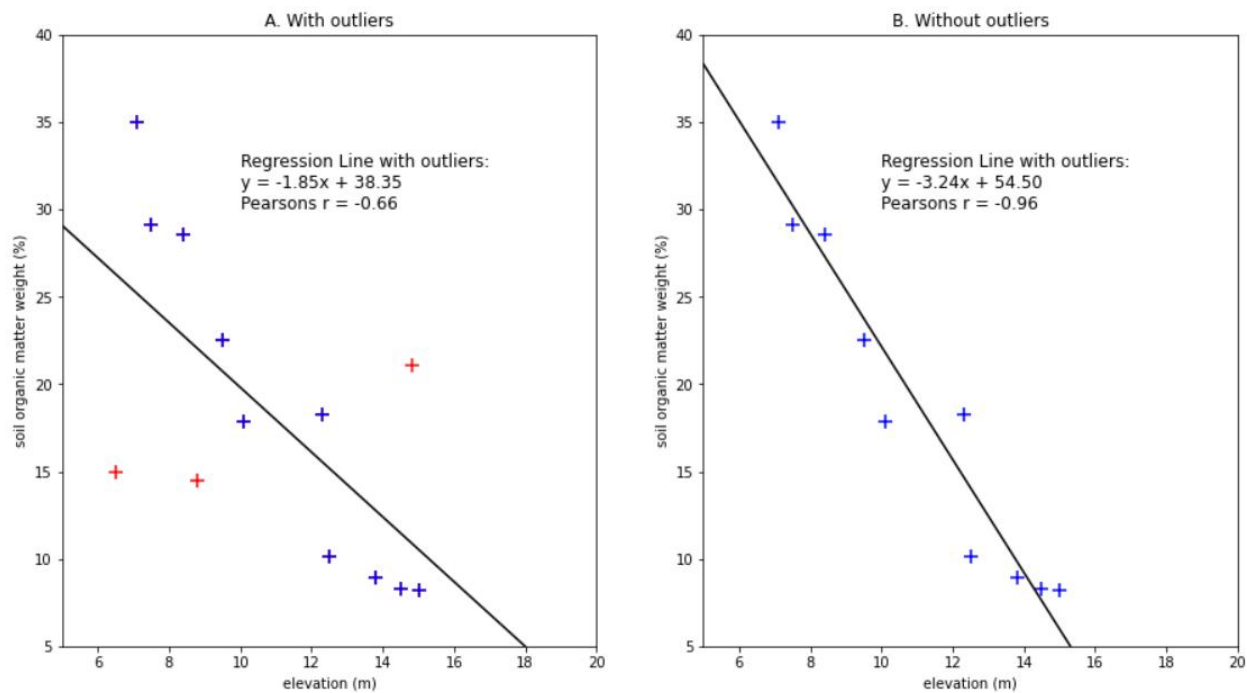 A. With outliers
40
35
30
25
20
15
10
5
soil organic matter weight (%)
Regression Line with outliers:
y = -1.85x + 38.35
Pearsons r = -0.66
6 8 10 12 14 16 18 20
elevation (m)
B. Without outliers
40
35
30
25
20
15
10
5
soil organic matter weight (%)
Regression Line with outliers:
y = -3.24x + 54.50
Pearsons r = -0.96
6 8 10 12 14 16 18 20
elevation (m)